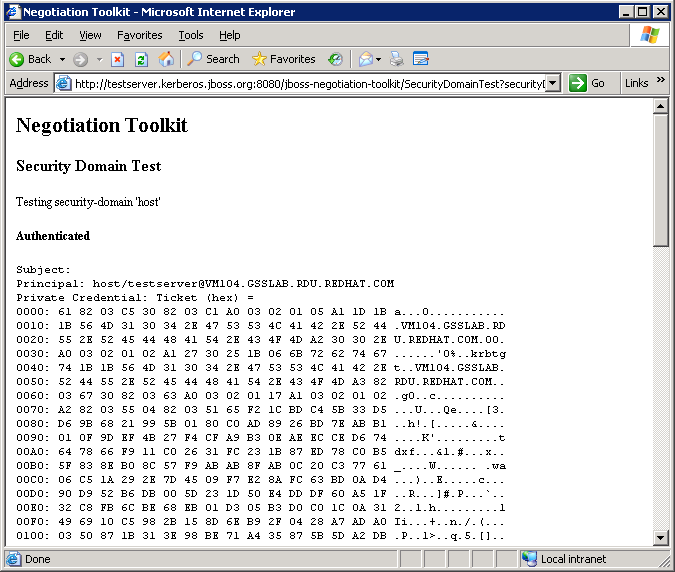 Negotiation Toolkit - Microsoft Internet Explorer
File Edit View Favorites Tools Help
Back Search Favorites
Address http://testserver.kerberos.jboss.org:8080/jboss-negotiation-toolkit/SecurityDomainTest?securityD Go Links »
Negotiation Toolkit
Security Domain Test
Testing security-domain 'host'
Authenticated
Subject:
Principal: host/testserver@VM104.GSSLAB.RDU.REDHAT.COM
Private Credential: Ticket (hex) =
0000: 61 82 03 C5 30 82 03 C1 A0 03 02 01 05 A1 1D 1B a...0...........
0010: 1B 56 4D 31 30 34 2E 47 53 53 4C 41 42 2E 52 44 .VM104.GSSLAB.RD
0020: 55 2E 52 45 44 48 41 54 2E 43 4F 4D A2 30 30 2E U.REDHAT.COM.00.
0030: A0 03 02 01 02 A1 27 30 25 1B 06 6B 72 62 74 67 ......'0%..krbtg
0040: 74 1B 1B 56 4D 31 30 34 2E 47 53 53 4C 41 42 2E t..VM104.GSSLAB.
0050: 52 44 55 2E 52 45 44 48 41 54 2E 43 4F 4D A3 82 RDU.REDHAT.COM..
0060: 03 67 30 82 03 63 A0 03 02 01 17 A1 03 02 01 02 .g0..c..........
0070: A2 82 03 55 04 82 03 51 65 F2 1C BD C4 5B 33 D5 ...U...Qe....[3.
0080: D6 9B 68 21 99 5B 01 80 C0 AD 89 26 BD 7E AB B1 ..h!.[.....&....
0090: 01 0F 9D EF 4B 27 F4 CF A9 B3 0E AE EC CE D6 74 ....K'.........t
00A0: 64 78 66 F9 11 C0 26 31 FC 23 1B 87 ED 78 C0 B5 dxf...&1.#...x..
00B0: 5F 83 8E B0 8C 57 F9 AB AB 8F AB 0C 20 C3 77 61 _....W...... .wa
00C0: 06 C5 1A 29 2E 7D 45 09 F7 E2 8A FC 63 BD 0A D4 ...)..E.....c...
00D0: 90 D9 52 B6 DB 00 5D 23 1D 50 E4 DD DF 60 A5 1F ..R...]#.P...`..
00E0: 32 C8 FB 6C BE 68 EB 01 D3 05 B3 D0 C0 1C 0A 31 2..l.h.........1
00F0: 49 69 10 C5 98 2B 15 8D 6E B9 2F 04 28 A7 AD A0 Ii...+..n./.(...
0100: 03 50 87 1B 31 3E 98 BE 71 A4 35 87 5B 5D A2 DB .P..1>..q.5.[]..
Done Local intranet